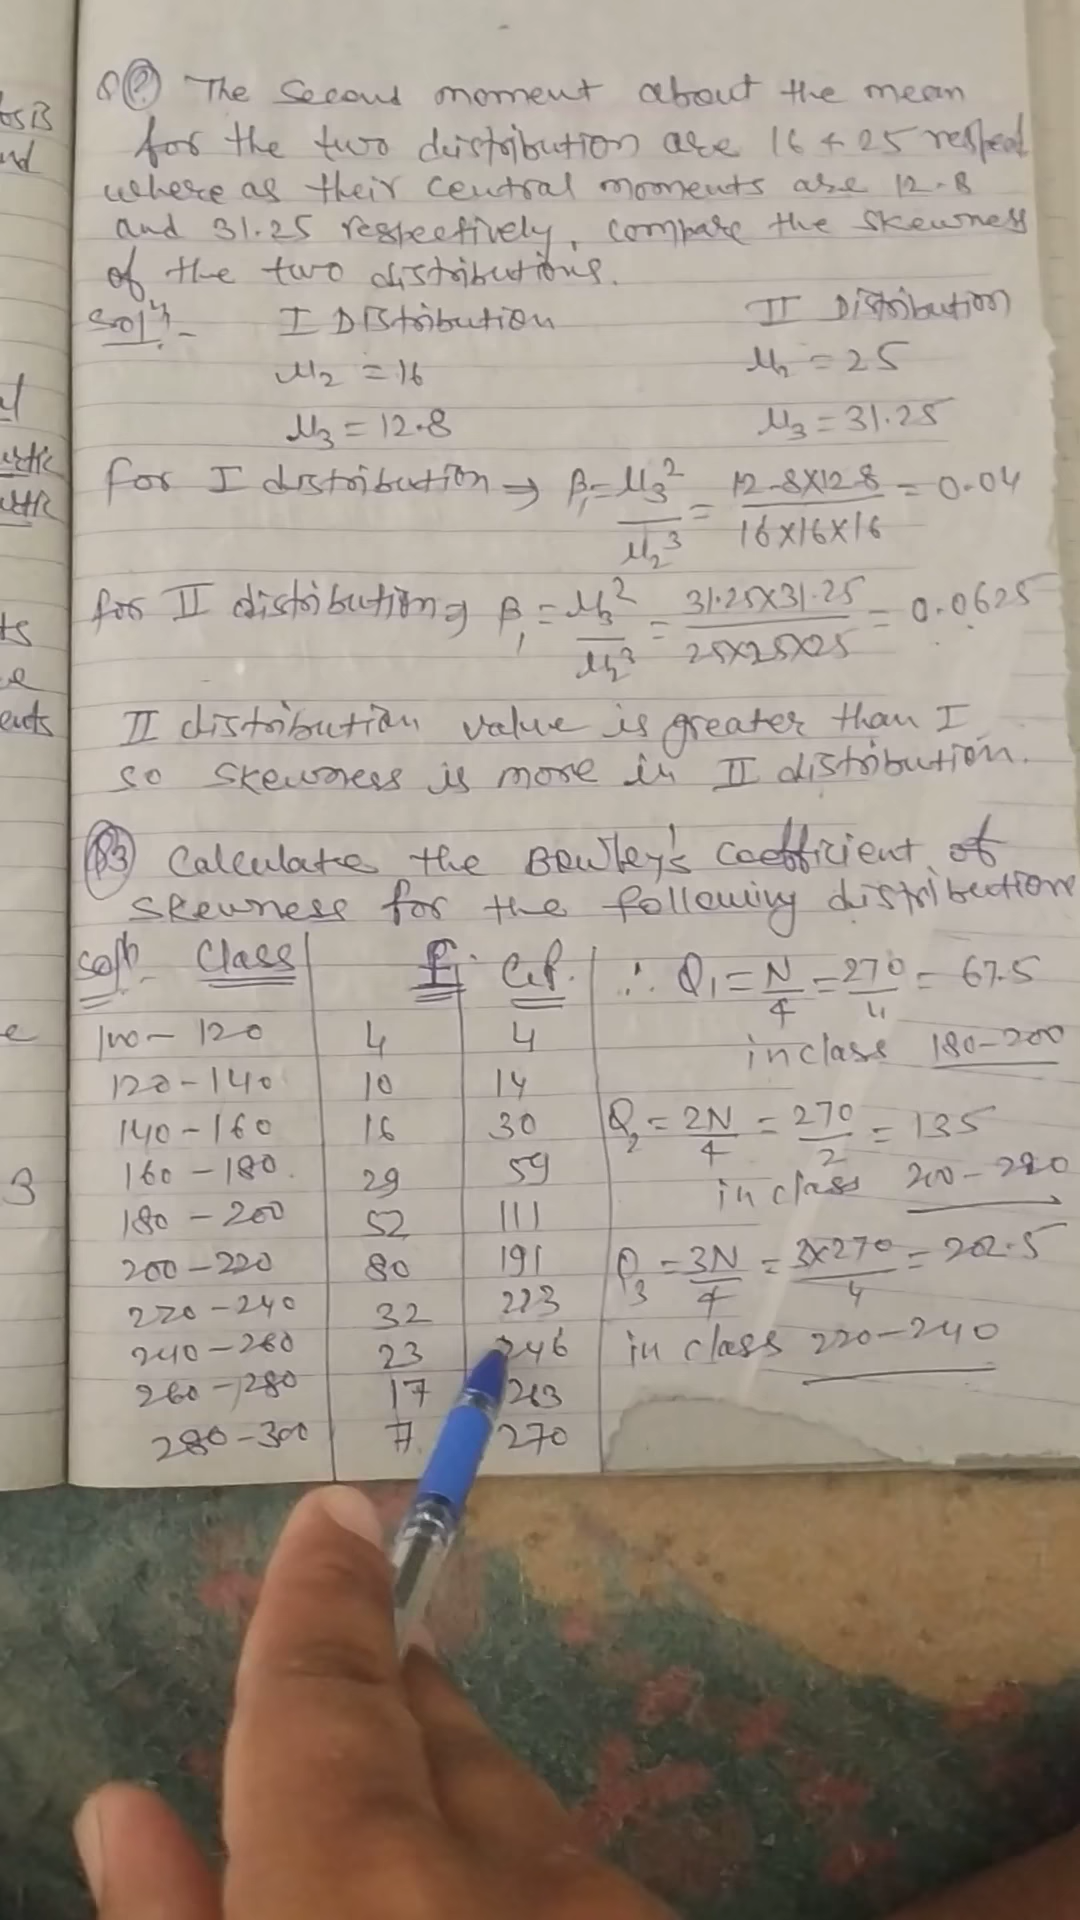 Q② The Second moment about the mean
for the two distribution are 16 & 25 respect
where as their central moments are 12.8
and 31.25 respectively, compare the skewness
of the two distributions.
Solⁿ- I Distribution II Distribution
μ2 = 16 μ2 = 25
μ3 = 12.8 μ3 = 31.25
for I distribution → β1 = μ3²/μ2³ = 12.8×12.8/16×16×16 = 0.04
for II distribution → β1 = μ3²/μ2³ = 31.25×31.25/25×25×25 = 0.0625
II distribution value is greater than I
so skewness is more in II distribution.
Q3 Calculate the Bowley's Coefficient of
skewness for the following distribution
Solⁿ. Class f. C.f. ∴ Q1 = N/4 = 270/4 = 67.5
100 - 120 4 4 in class 180-200
120 - 140 10 14
140 - 160 16 30 Q2 = 2N/4 = 270/2 = 135
160 - 180 29 59 in class 200 - 220
180 - 200 52 111
200 - 220 80 191 Q3 = 3N/4 = 3×270/4 = 202.5
220 - 240 32 223
240 - 260 23 246 in class 220-240
260 - 280 17 263
280 - 300 7 270